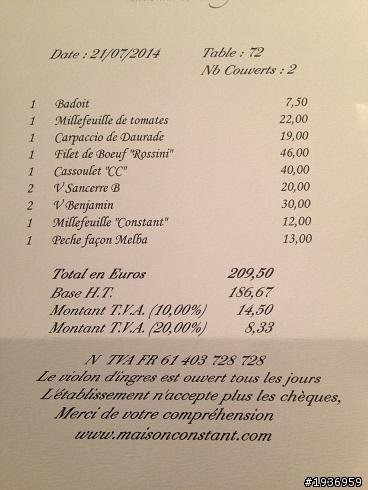 Date : 21/07/2014 Table : 72
Nb Couverts : 2
1 Badoit 7,50
1 Millefeuille de tomates 22,00
1 Carpaccio de Daurade 19,00
1 Filet de Boeuf "Rossini" 46,00
1 Cassoulet "CC" 40,00
2 V Sancerre B 20,00
2 V Benjamin 30,00
1 Millefeuille "Constant" 12,00
1 Peche façon Melba 13,00
Total en Euros 209,50
Base H.T. 186,67
Montant T.V.A. (10,00%) 14,50
Montant T.V.A. (20,00%) 8,33
N TVA FR 61 403 728 728
Le violon d'ingres est ouvert tous les jours
L'établissement n'accepte plus les chèques,
Merci de votre compréhension
www.maisonconstant.com
#1936959